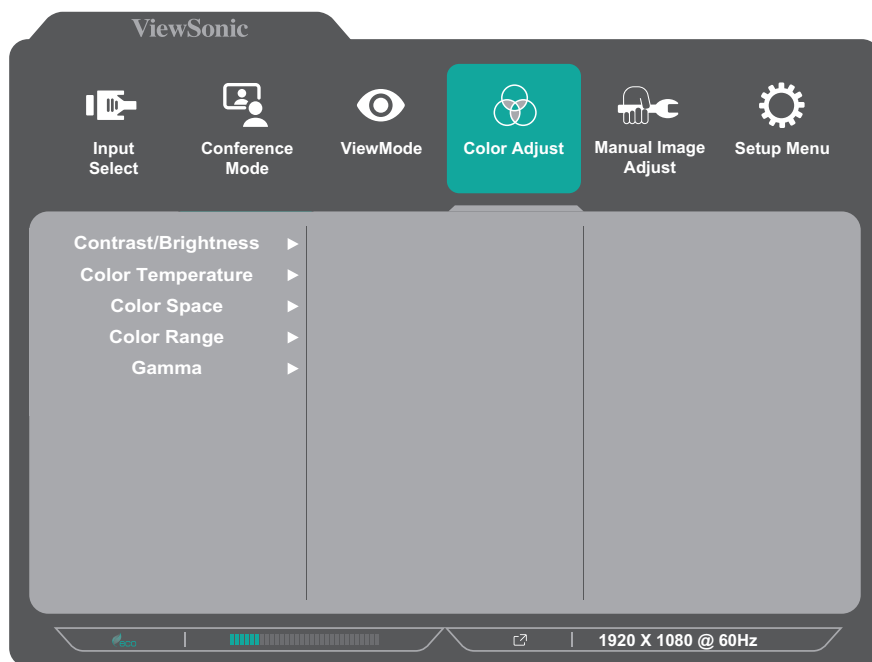 ViewSonic
Input
Select
Conference
Mode
ViewMode
Color Adjust
Manual Image
Adjust
Setup Menu
Contrast/Brightness
Color Temperature
Color Space
Color Range
Gamma
eco
1920 X 1080 @ 60Hz